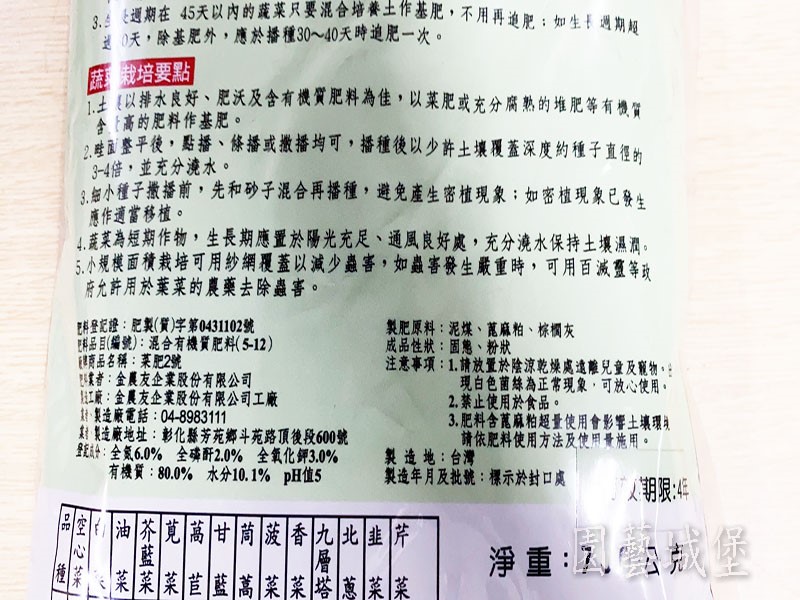 3.生長週期在 45天以內的蔬菜只要混合培養土作基肥，不用再追肥；如生長週期超
0天，除基肥外，應於播種30~40天時追肥一次。
蔬菜栽培要點
1.土壤以排水良好、肥沃及含有機質肥料為佳，以菜肥或充分腐熟的堆肥等有機質
含量高的肥料作基肥。
2.畦面整平後，點播、條播或撒播均可，播種後以少許土壤覆蓋深度約種子直徑的
3-4倍，並充分澆水。
3.細小種子撒播前，先和砂子混合再播種，避免產生密植現象；如密植現象已發生
應作適當移植。
4.蔬菜為短期作物，生長期應置於陽光充足、通風良好處，充分澆水保持土壤濕潤。
5.小規模面積栽培可用紗網覆蓋以減少蟲害，如蟲害發生嚴重時，可用百滅靈等政
府允許用於葉菜的農藥去除蟲害。
肥料登記證：肥製(質)字第0431102號
肥料品目(編號)：混合有機質肥料(5-12)
廠牌商品名稱：菜肥2號
肥料業者：金農友企業股份有限公司
製造工廠：金農友企業股份有限公司工廠
業者/製造廠電話：04-8983111
業者/製造廠地址：彰化縣芳苑鄉斗苑路頂後段600號
登記成分：全氮6.0% 全磷酐2.0% 全氧化鉀3.0%
有機質：80.0% 水分10.1% pH值5
製肥原料：泥煤、蓖麻粕、棕櫚灰
成品性狀：固態、粉狀
注意事項：1.請放置於陰涼乾燥處遠離兒童及寵物。出
現白色菌絲為正常現象，可放心使用。
2.禁止使用於食品。
3.肥料含蓖麻粕超量使用會影響土壤環境
請依肥料使用方法及使用量施用。
製造地：台灣
製造年月及批號：標示於封口處
期限：4年
品種 空心菜 白菜 油菜 芥藍菜 莧菜 萵苣 甘藍 茼萵 菠菜 香菜 九層塔 北蔥 韭菜 芹菜
淨重： 公克
園藝城堡